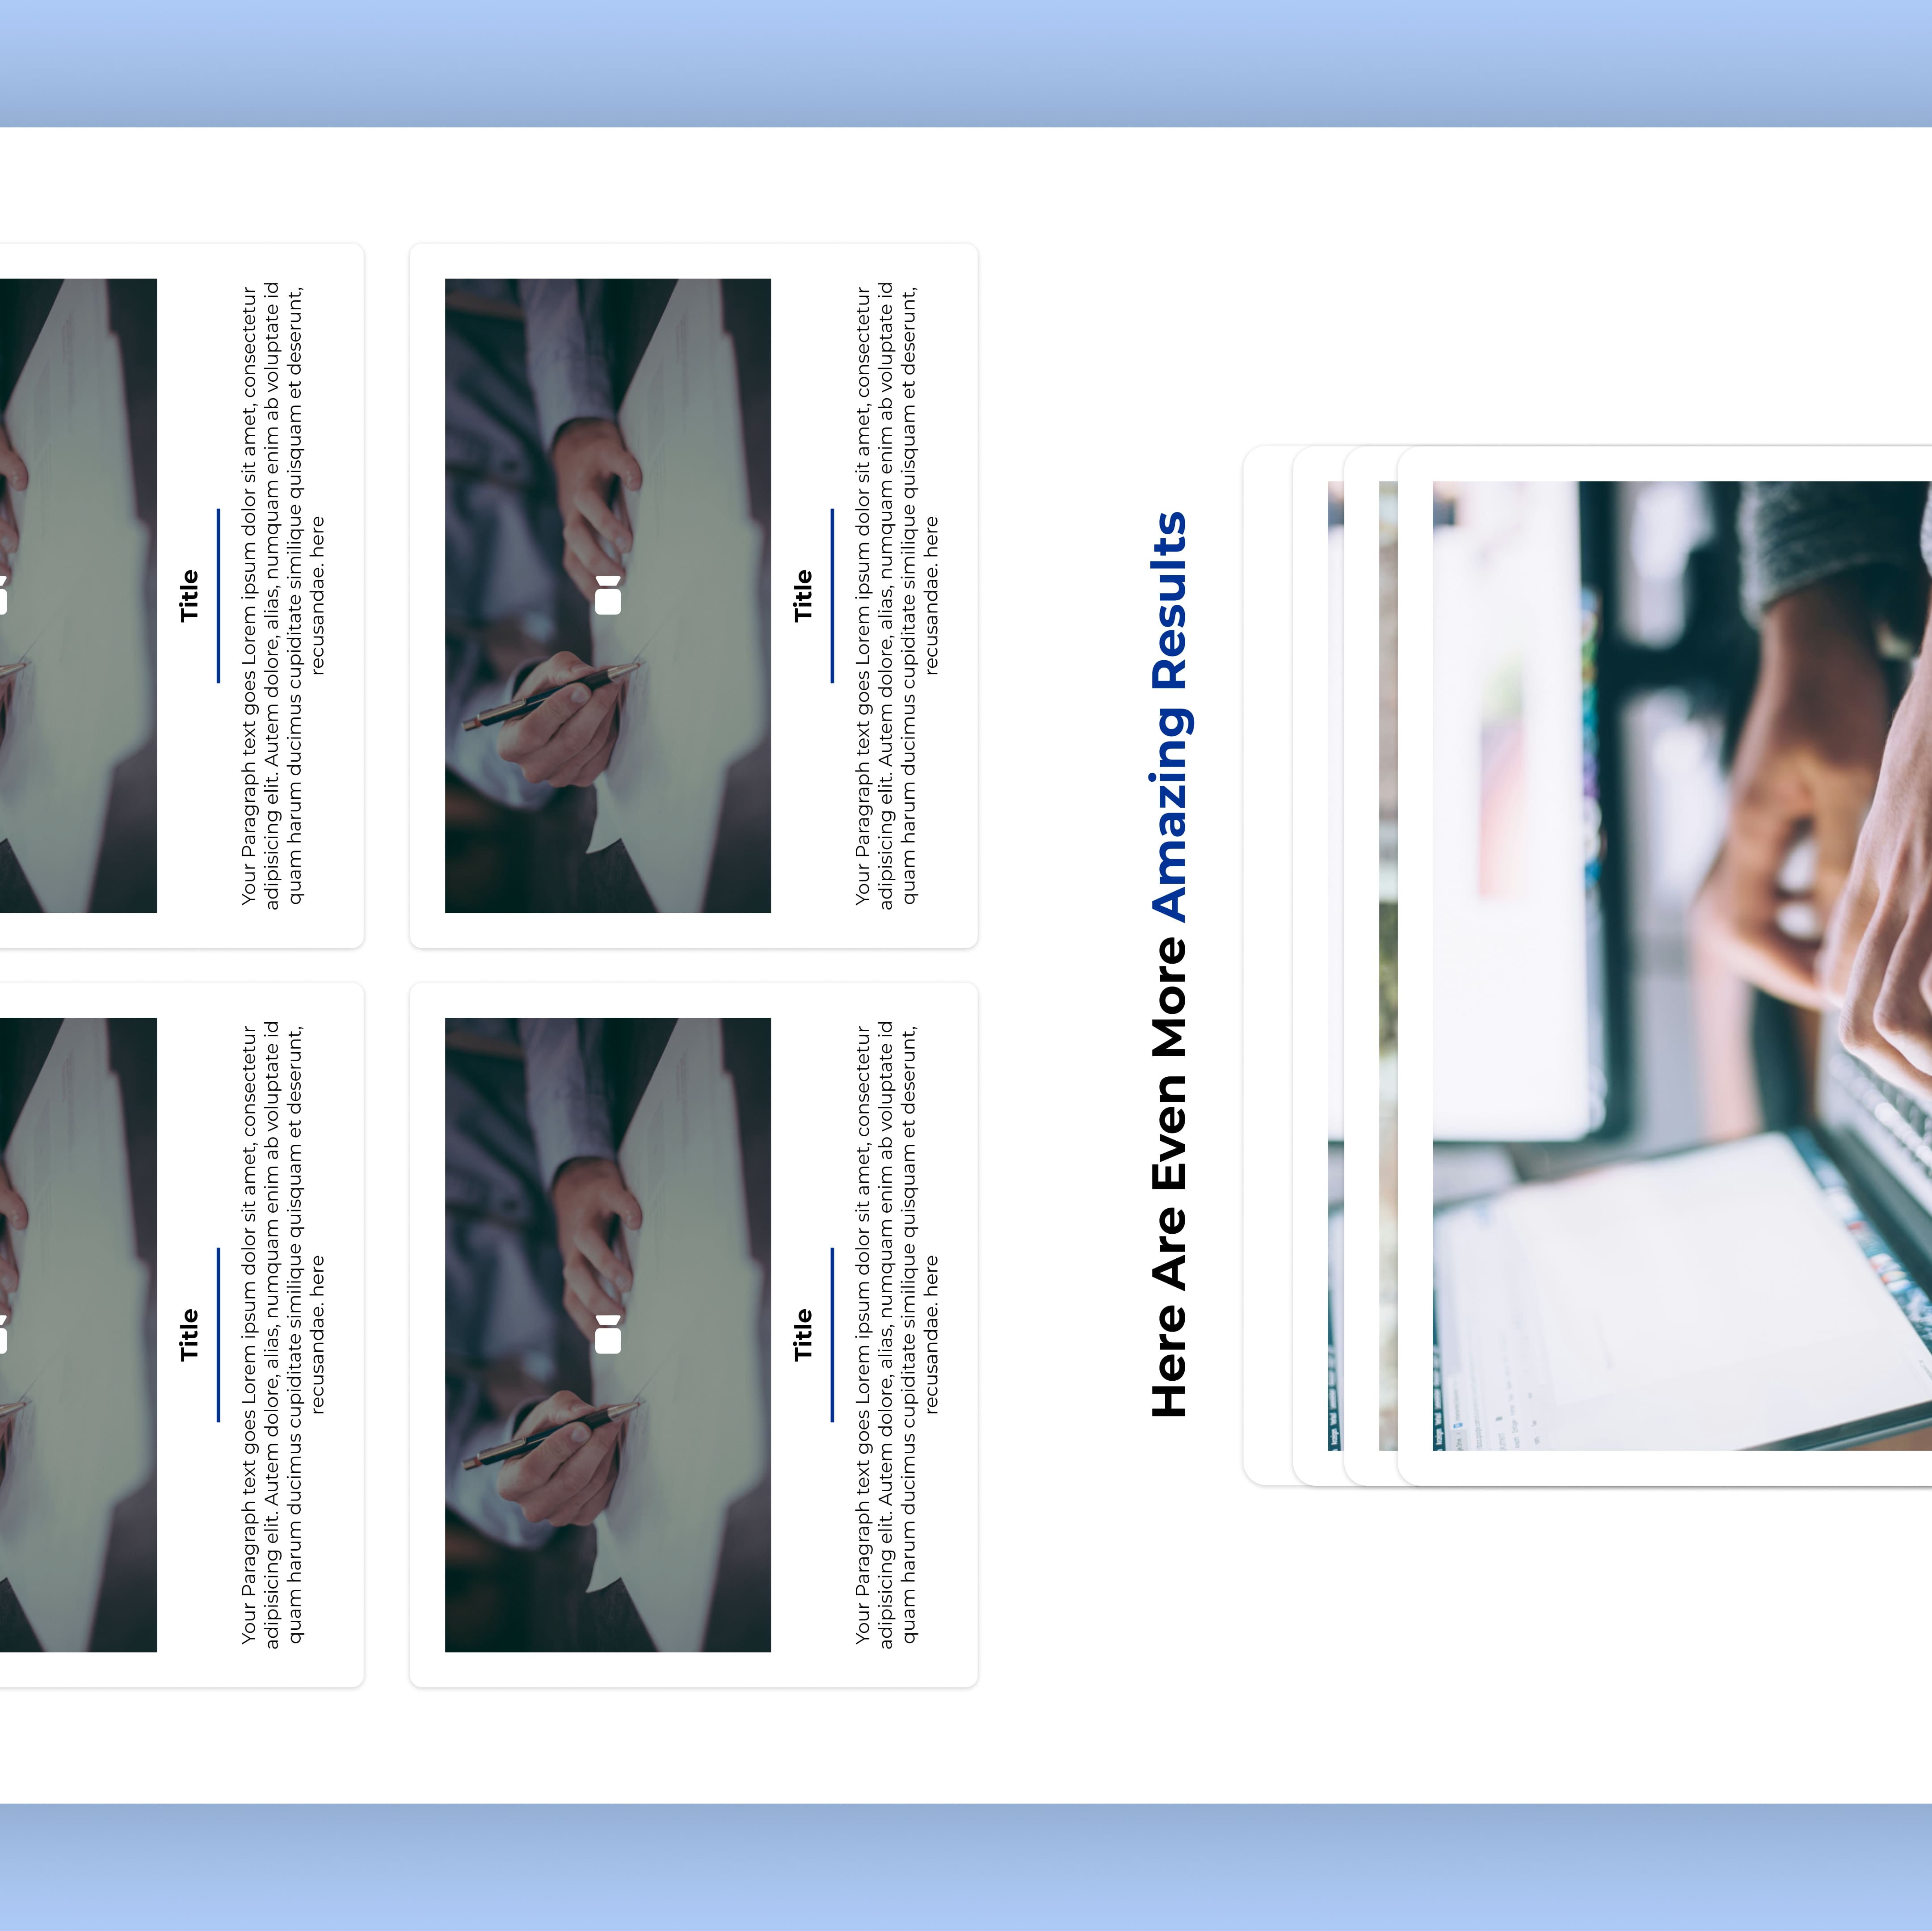 Title
Your Paragraph text goes Lorem ipsum dolor sit amet, consectetur
adipisicing elit. Autem dolore, alias, numquam enim ab voluptate id
quam harum ducimus cupiditate similique quisquam et deserunt,
recusandae. here
Title
Your Paragraph text goes Lorem ipsum dolor sit amet, consectetur
adipisicing elit. Autem dolore, alias, numquam enim ab voluptate id
quam harum ducimus cupiditate similique quisquam et deserunt,
recusandae. here
Title
Your Paragraph text goes Lorem ipsum dolor sit amet, consectetur
adipisicing elit. Autem dolore, alias, numquam enim ab voluptate id
quam harum ducimus cupiditate similique quisquam et deserunt,
recusandae. here
Title
Your Paragraph text goes Lorem ipsum dolor sit amet, consectetur
adipisicing elit. Autem dolore, alias, numquam enim ab voluptate id
quam harum ducimus cupiditate similique quisquam et deserunt,
recusandae. here
Here Are Even More Amazing Results